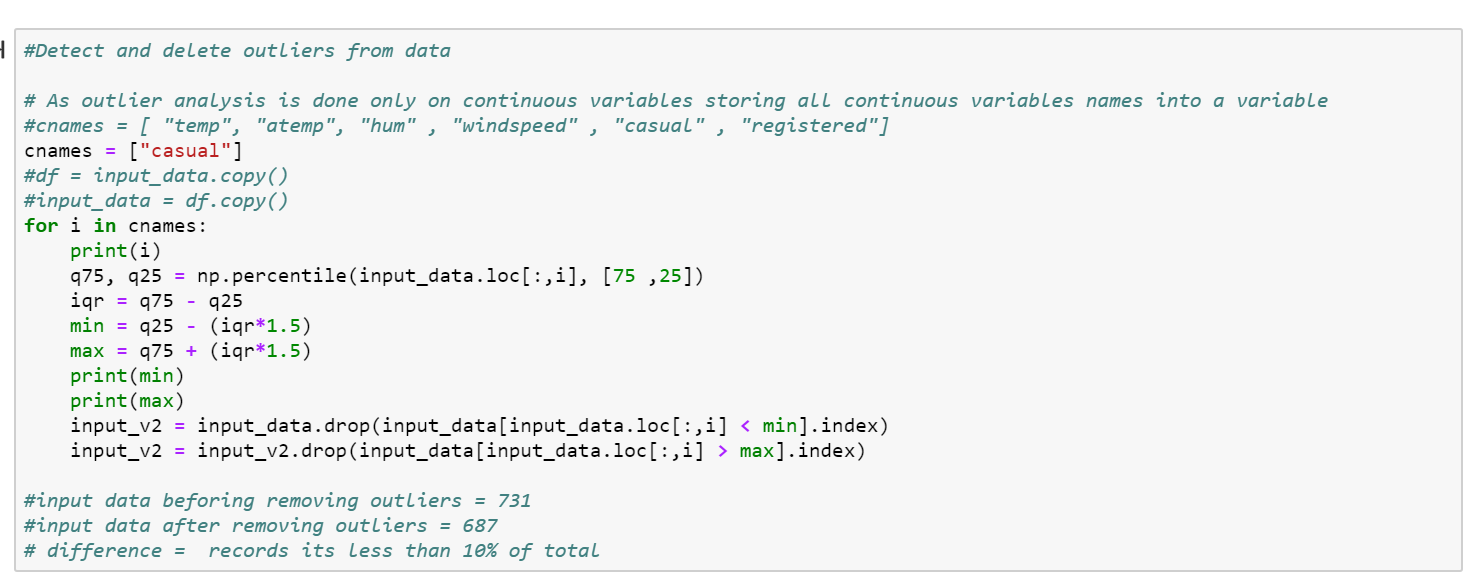 #Detect and delete outliers from data
# As outlier analysis is done only on continuous variables storing all continuous variables names into a variable
#cnames = [ "temp", "atemp", "hum" , "windspeed" , "casual" , "registered"]
cnames = ["casual"]
#df = input_data.copy()
#input_data = df.copy()
for i in cnames:
    print(i)
    q75, q25 = np.percentile(input_data.loc[:,i], [75 ,25])
    iqr = q75 - q25
    min = q25 - (iqr*1.5)
    max = q75 + (iqr*1.5)
    print(min)
    print(max)
    input_v2 = input_data.drop(input_data[input_data.loc[:,i] < min].index)
    input_v2 = input_v2.drop(input_data[input_data.loc[:,i] > max].index)
#input data beforing removing outliers = 731
#input data after removing outliers = 687
# difference =  records its less than 10% of total